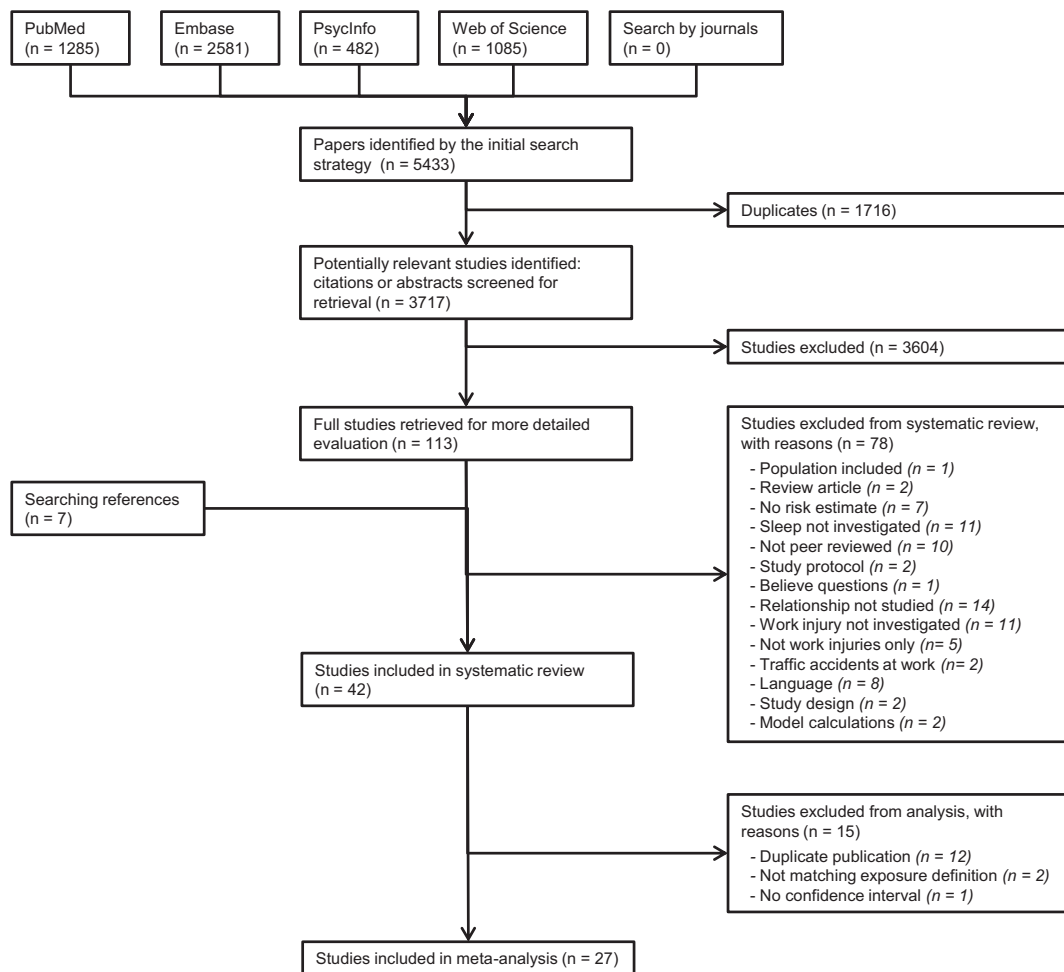 PubMed
(n = 1285)
Embase
(n = 2581)
PsycInfo
(n = 482)
Web of Science
(n = 1085)
Search by journals
(n = 0)
Papers identified by the initial search
strategy (n = 5433)
Duplicates (n = 1716)
Potentially relevant studies identified:
citations or abstracts screened for
retrieval (n = 3717)
Studies excluded (n = 3604)
Full studies retrieved for more detailed
evaluation (n = 113)
Searching references
(n = 7)
Studies excluded from systematic review,
with reasons (n = 78)
- Population included (n = 1)
- Review article (n = 2)
- No risk estimate (n = 7)
- Sleep not investigated (n = 11)
- Not peer reviewed (n = 10)
- Study protocol (n = 2)
- Believe questions (n = 1)
- Relationship not studied (n = 14)
- Work injury not investigated (n = 11)
- Not work injuries only (n= 5)
- Traffic accidents at work (n= 2)
- Language (n = 8)
- Study design (n = 2)
- Model calculations (n = 2)
Studies included in systematic review
(n = 42)
Studies excluded from analysis, with
reasons (n = 15)
- Duplicate publication (n = 12)
- Not matching exposure definition (n = 2)
- No confidence interval (n = 1)
Studies included in meta-analysis (n = 27)